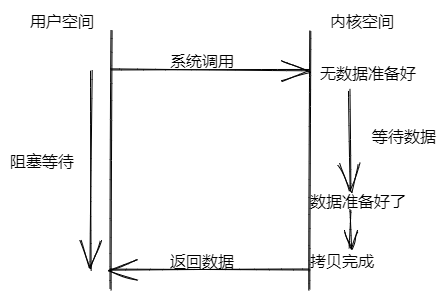 用户空间
内核空间
系统调用
无数据准备好
等待数据
阻塞等待
数据准备好了
返回数据
拷贝完成